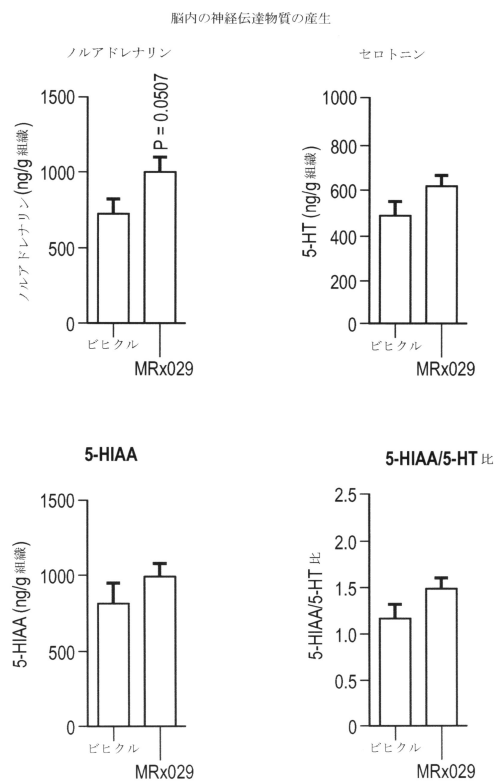 脳内の神経伝達物質の産生
ノルアドレナリン
ノルアドレナリン(ng/g 組織)
1500
1000
500
0
P = 0.0507
ビヒクル
MRx029
セロトニン
5-HT (ng/g 組織)
1000
800
600
400
200
0
ビヒクル
MRx029
5-HIAA
5-HIAA (ng/g 組織)
1500
1000
500
0
ビヒクル
MRx029
5-HIAA/5-HT 比
5-HIAA/5-HT 比
2.5
2.0
1.5
1.0
0.5
0
ビヒクル
MRx029